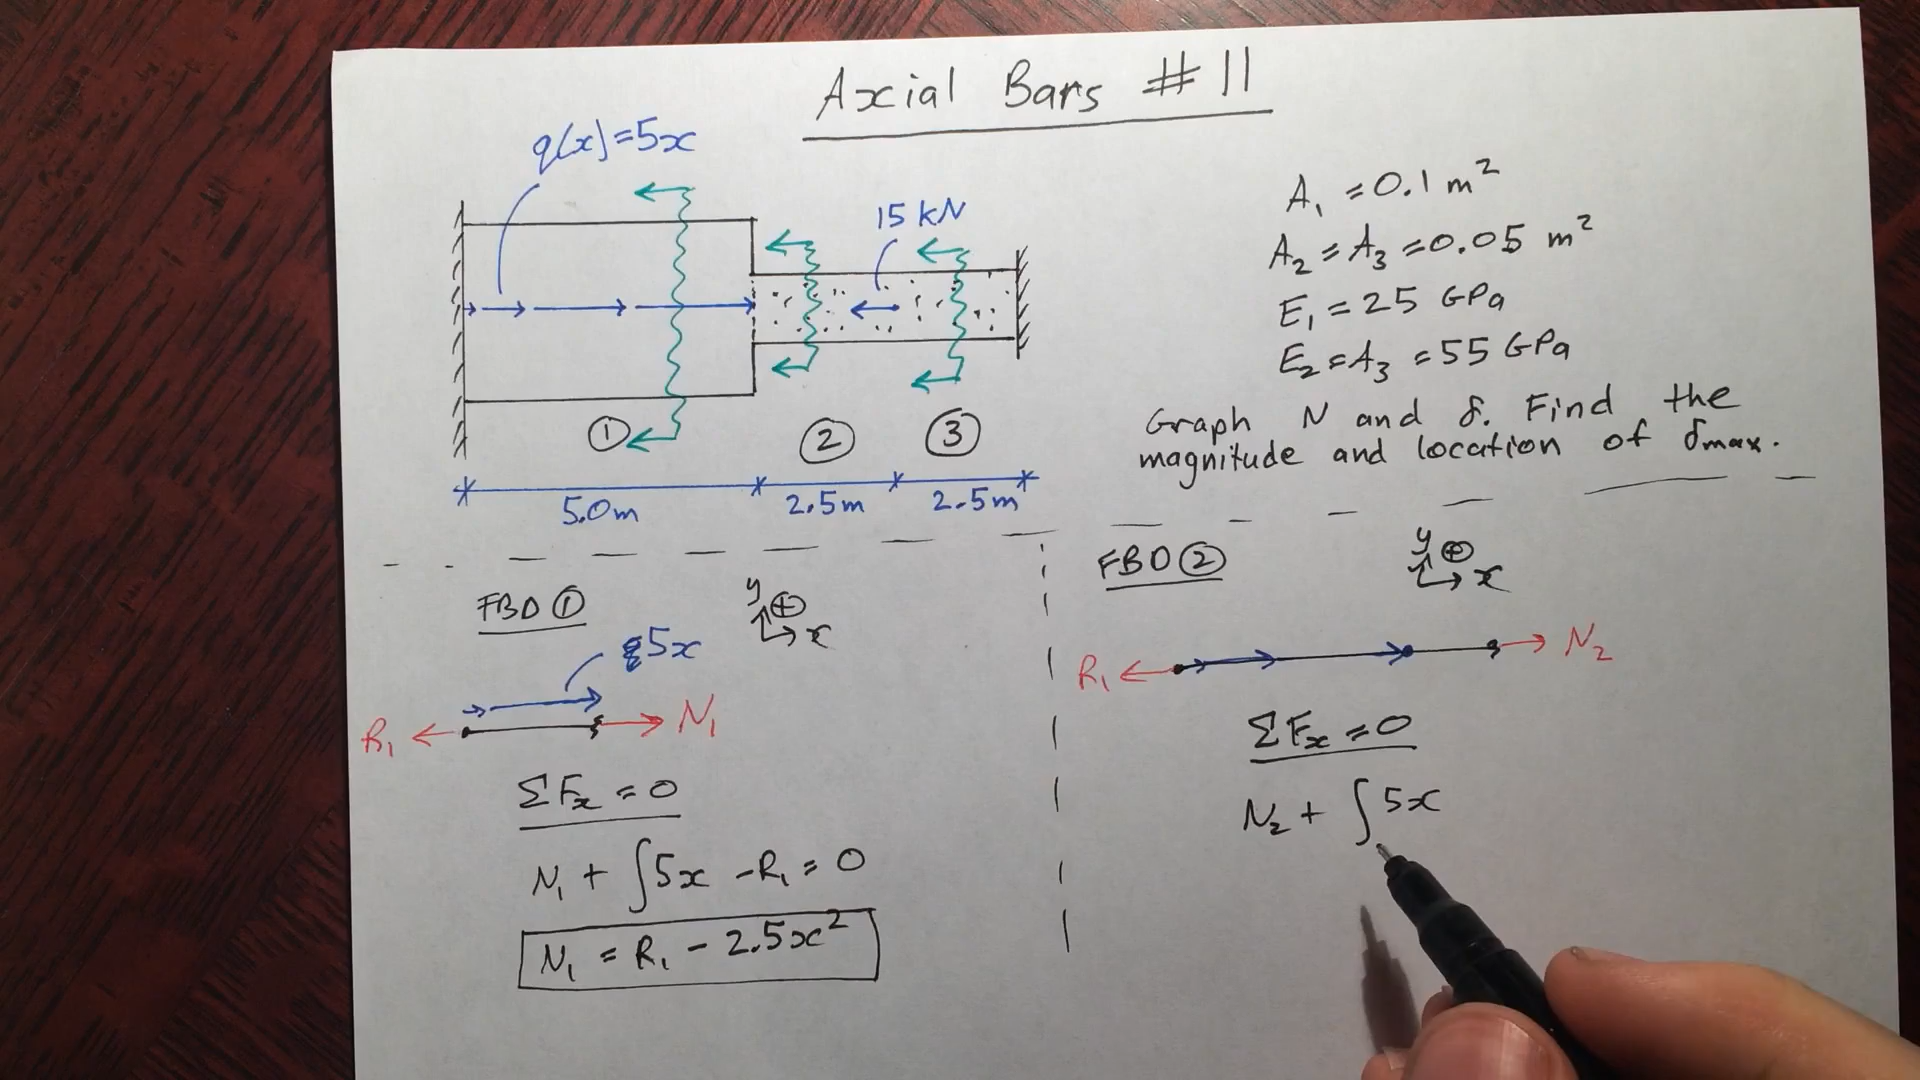 Axial Bars #11
q(x)=5x
15 kN
① ② ③
5.0m 2.5m 2.5m
A₁ = 0.1 m²
A₂ = A₃ = 0.05 m²
E₁ = 25 GPa
E₂ = A₃ = 55 GPa
Graph N and δ. Find the
magnitude and location of δmax.
FBD ①
y ⊕
x
5x
R₁ N₁
ΣFx = 0
N₁ + ∫5x - R₁ = 0
N₁ = R₁ - 2.5x²
FBD ②
y ⊕
x
R₁ N₂
ΣFx = 0
N₂ + ∫5x